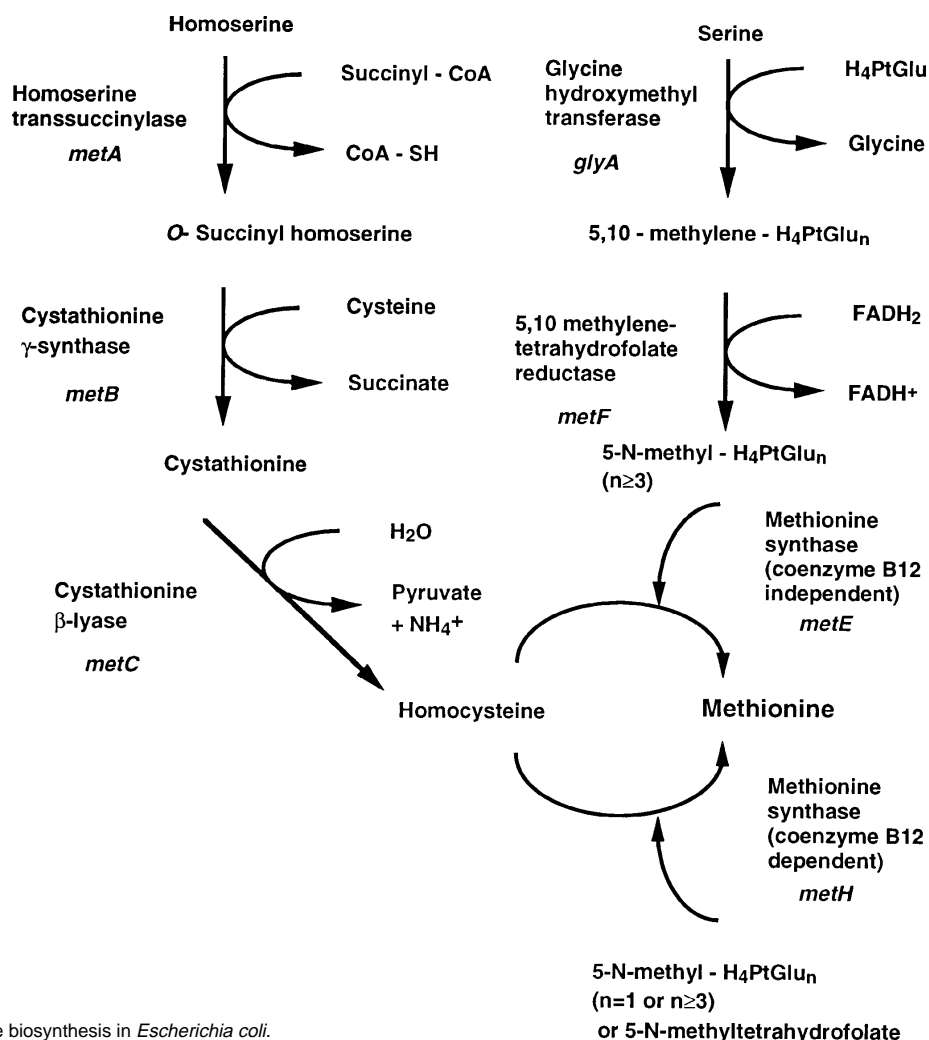 Homoserine
Homoserine
transsuccinylase
metA
Succinyl - CoA
CoA - SH
O- Succinyl homoserine
Cystathionine
γ-synthase
metB
Cysteine
Succinate
Cystathionine
Cystathionine
β-lyase
metC
H2O
Pyruvate
+ NH4+
Homocysteine
Serine
Glycine
hydroxymethyl
transferase
glyA
H4PtGlu
Glycine
5,10 - methylene - H4PtGlun
5,10 methylene-
tetrahydrofolate
reductase
metF
FADH2
FADH+
5-N-methyl - H4PtGlun
(n≥3)
Methionine
synthase
(coenzyme B12
independent)
metE
Methionine
Methionine
synthase
(coenzyme B12
dependent)
metH
5-N-methyl - H4PtGlun
(n=1 or n≥3)
or 5-N-methyltetrahydrofolate
e biosynthesis in Escherichia coli.